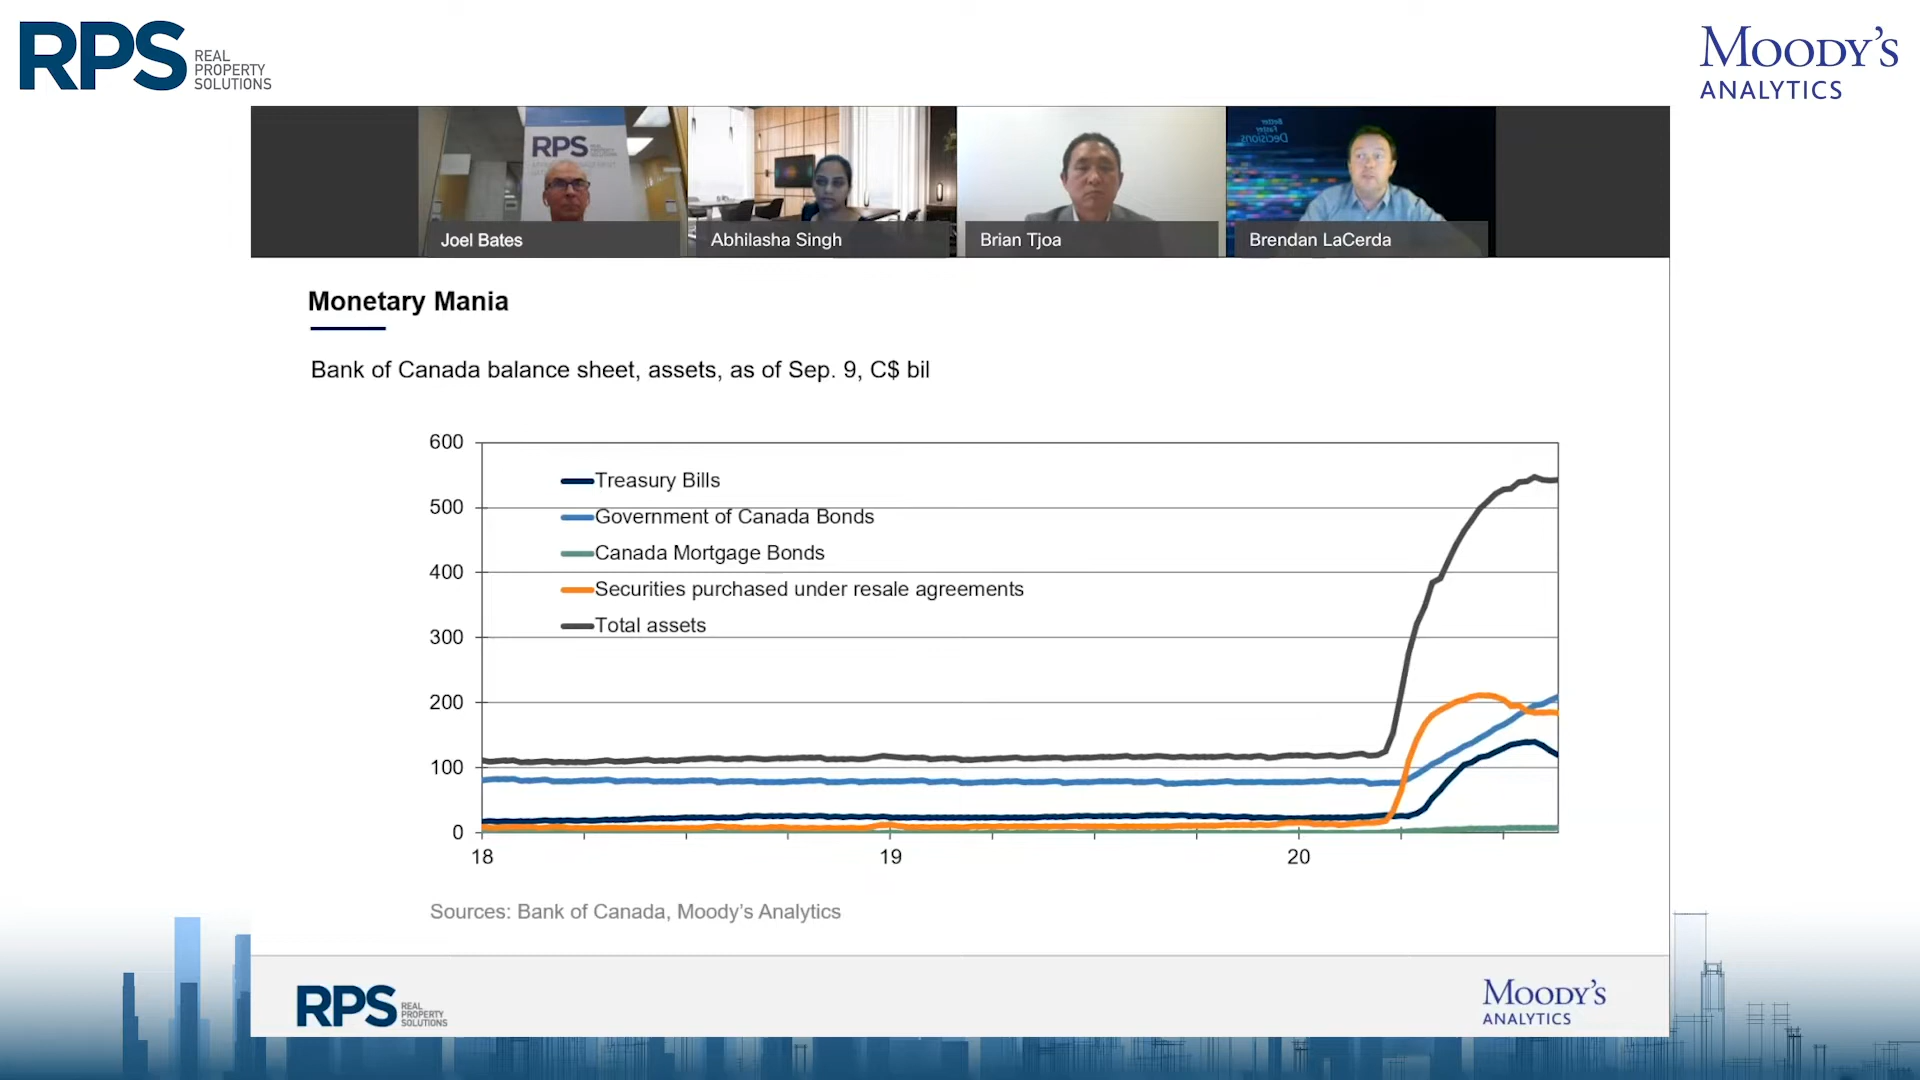 RPS REAL
PROPERTY
SOLUTIONS
MOODY'S
ANALYTICS
RPS
Better
Faster
Decisions
Joel Bates
Abhilasha Singh
Brian Tjoa
Brendan LaCerda
Monetary Mania
Bank of Canada balance sheet, assets, as of Sep. 9, C$ bil
600
500
400
300
200
100
0
Treasury Bills
Government of Canada Bonds
Canada Mortgage Bonds
Securities purchased under resale agreements
Total assets
18 19 20
Sources: Bank of Canada, Moody’s Analytics
RPS REAL
PROPERTY
SOLUTIONS
MOODY'S
ANALYTICS